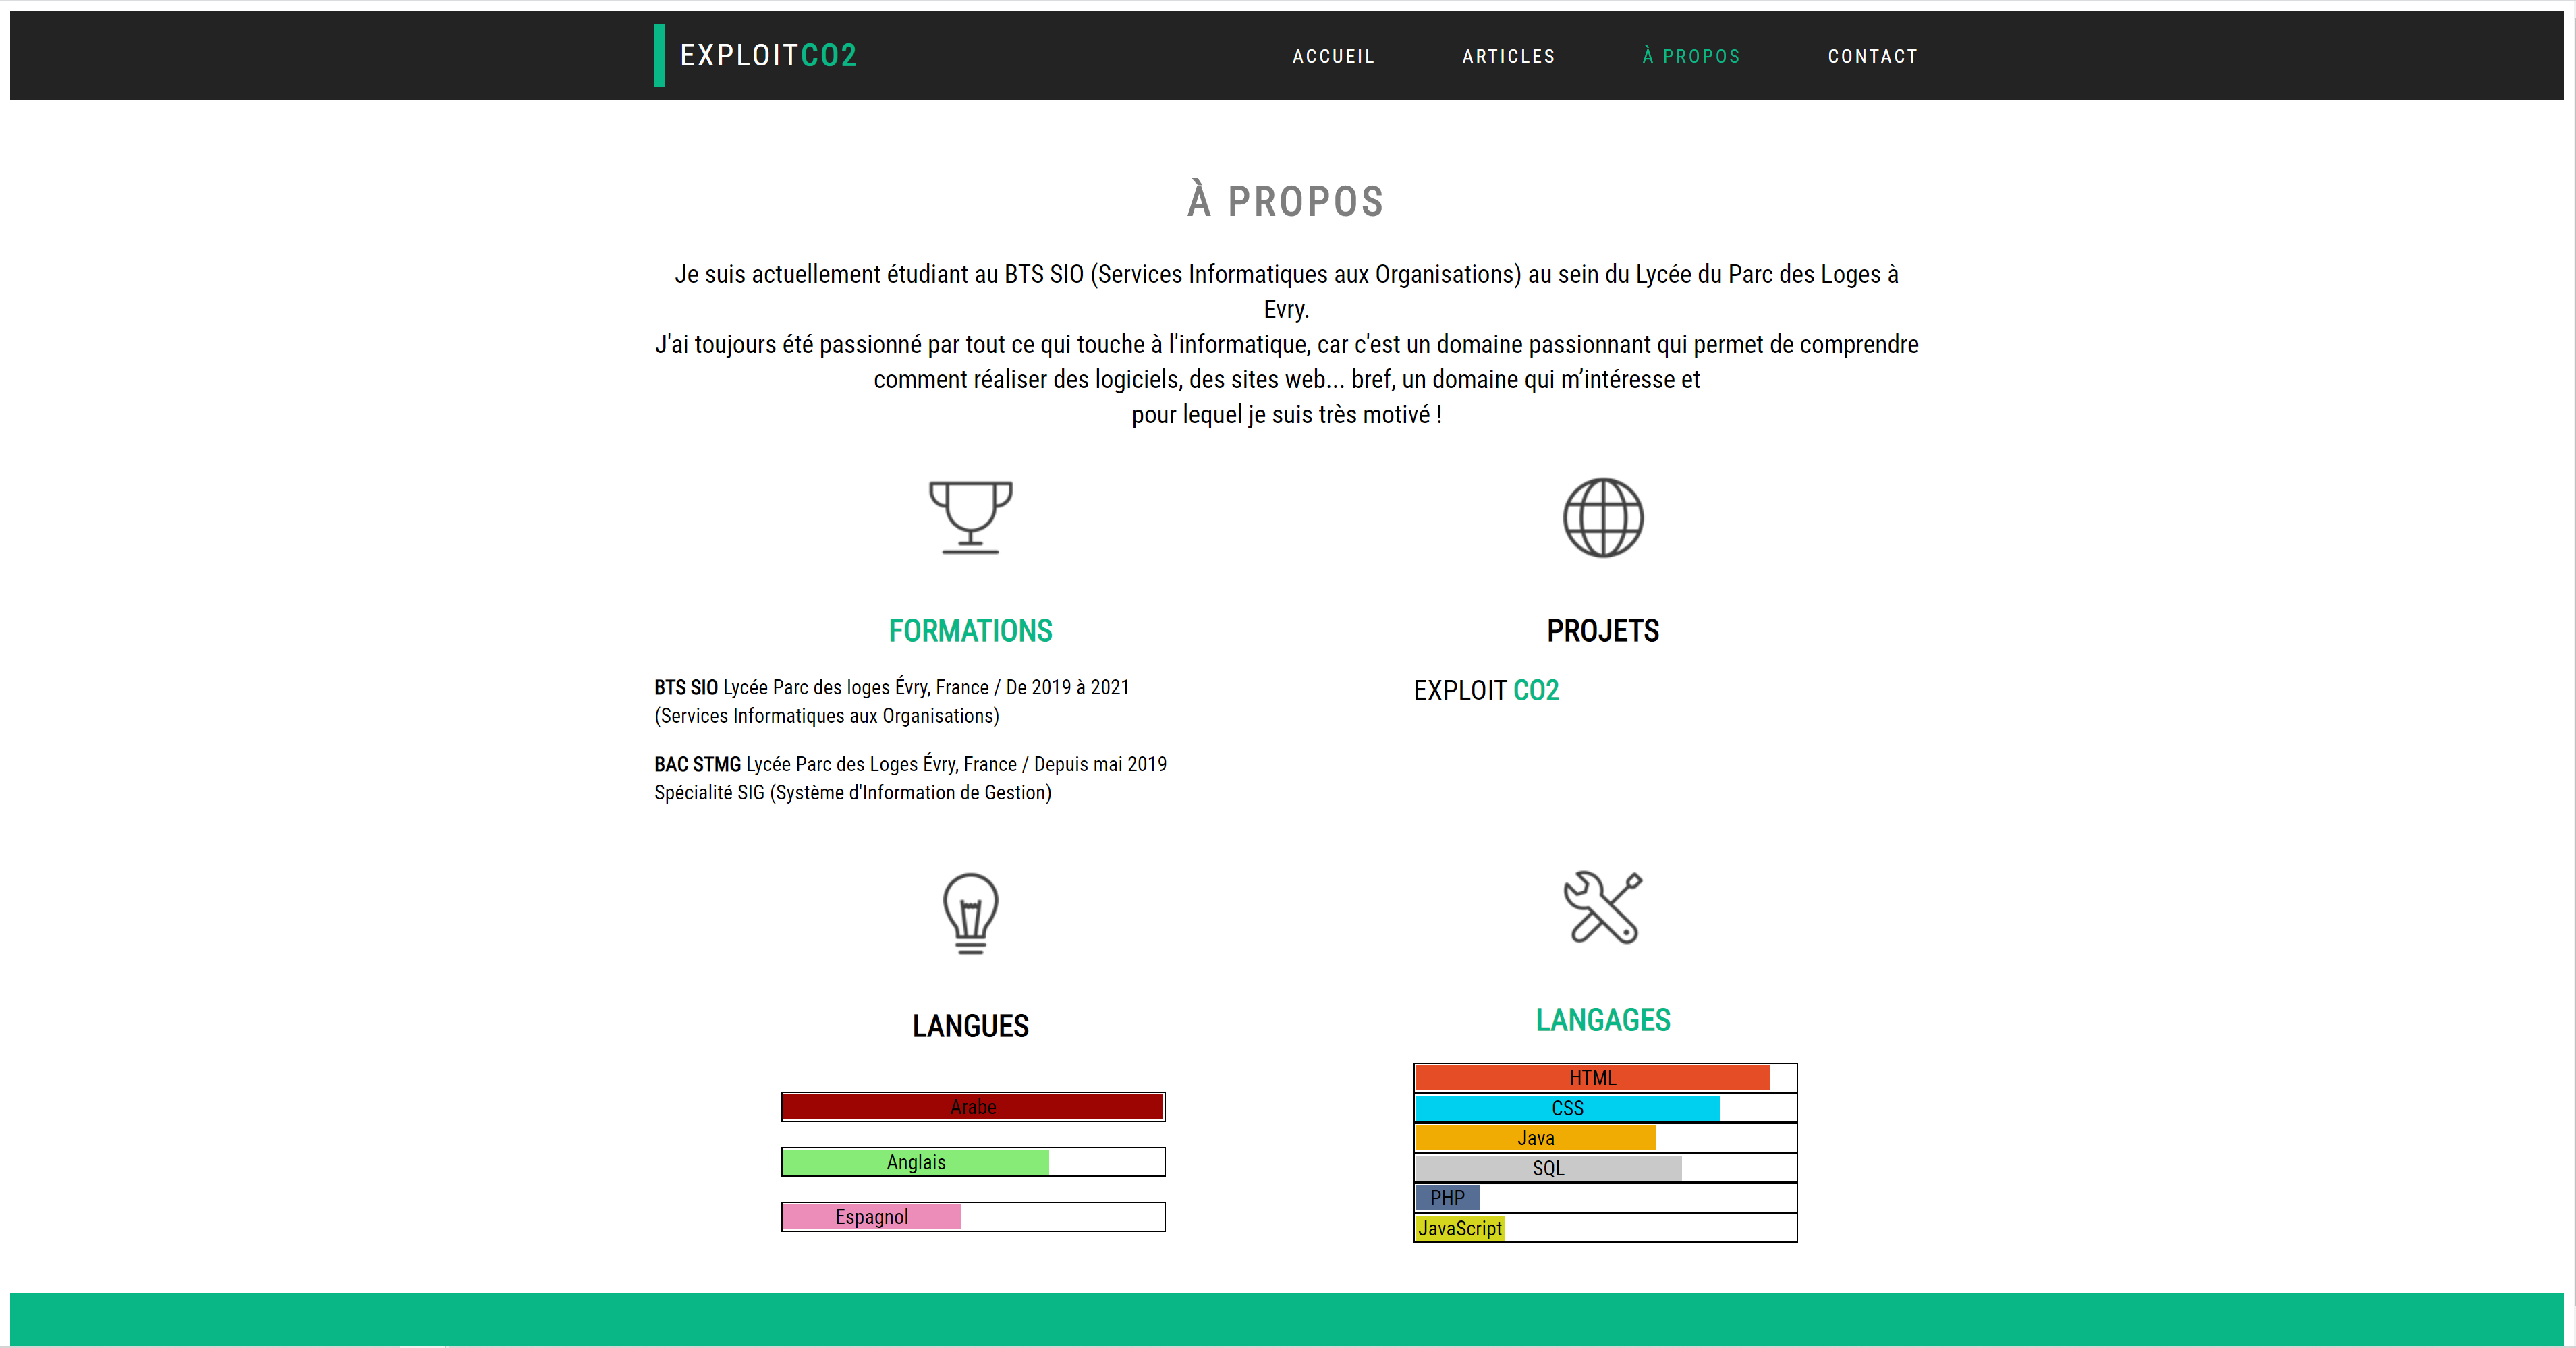 EXPLOITCO2
ACCUEIL
ARTICLES
À PROPOS
CONTACT
À PROPOS
Je suis actuellement étudiant au BTS SIO (Services Informatiques aux Organisations) au sein du Lycée du Parc des Loges à
Evry.
J'ai toujours été passionné par tout ce qui touche à l'informatique, car c'est un domaine passionnant qui permet de comprendre
comment réaliser des logiciels, des sites web... bref, un domaine qui m’intéresse et
pour lequel je suis très motivé !
FORMATIONS
BTS SIO Lycée Parc des loges Évry, France / De 2019 à 2021
(Services Informatiques aux Organisations)
BAC STMG Lycée Parc des Loges Évry, France / Depuis mai 2019
Spécialité SIG (Système d'Information de Gestion)
PROJETS
EXPLOIT CO2
LANGUES
Arabe
Anglais
Espagnol
LANGAGES
HTML
CSS
Java
SQL
PHP
JavaScript